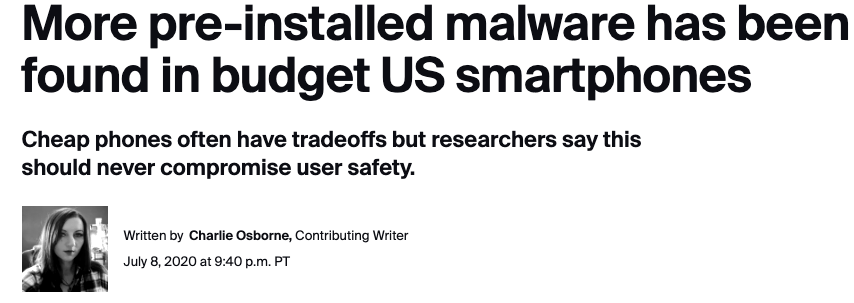 More pre-installed malware has been
found in budget US smartphones
Cheap phones often have tradeoffs but researchers say this
should never compromise user safety.
Written by Charlie Osborne, Contributing Writer
July 8, 2020 at 9:40 p.m. PT